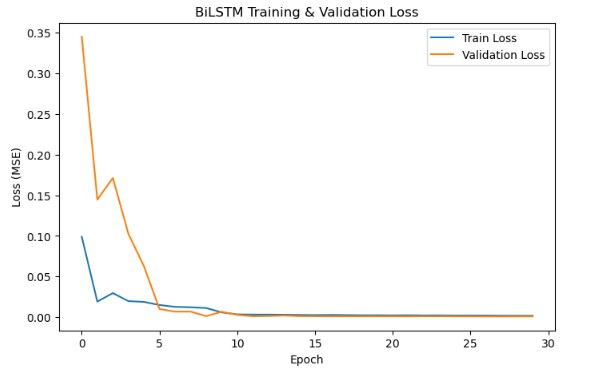 BiLSTM Training & Validation Loss
Train Loss
Validation Loss
Loss (MSE)
0.35
0.30
0.25
0.20
0.15
0.10
0.05
0.00
0 5 10 15 20 25 30
Epoch